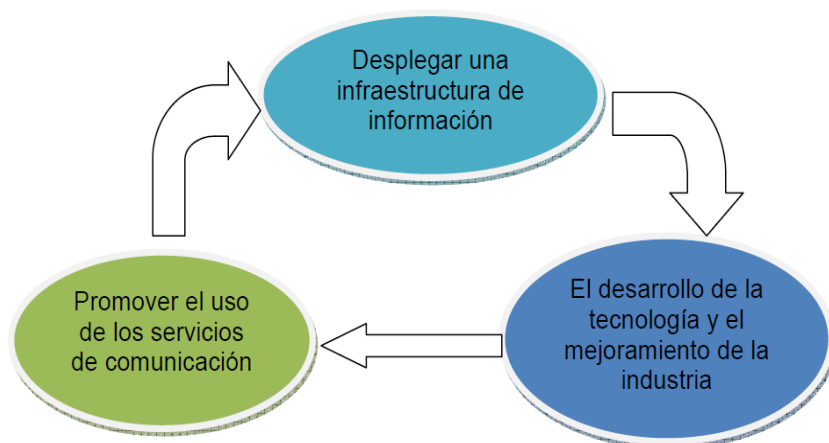 Desplegar una
infraestructura de
información
El desarrollo de la
tecnología y el
mejoramiento de la
industria
Promover el uso
de los servicios
de comunicación